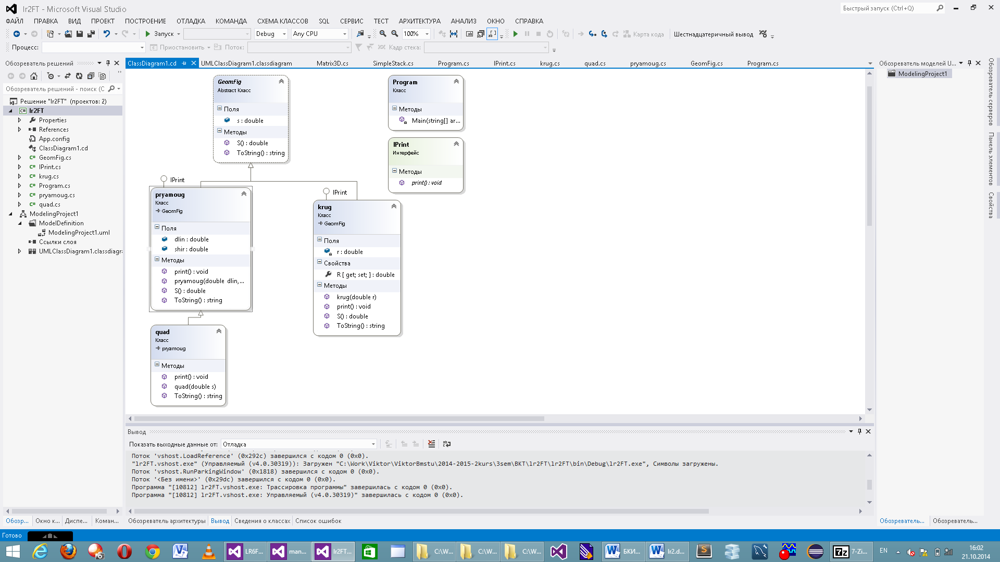 lr2FT - Microsoft Visual Studio
Быстрый запуск (Ctrl+Q)
ФАЙЛ ПРАВКА ВИД ПРОЕКТ ПОСТРОЕНИЕ ОТЛАДКА КОМАНДА СХЕМА КЛАССОВ SQL СЕРВИС ТЕСТ АРХИТЕКТУРА АНАЛИЗ ОКНО СПРАВКА
Запуск Debug Any CPU 100% Карта кода Шестнадцатеричный вывод
Процесс: Приостановить Поток: Кадр стека:
Обозреватель решений
Обозреватель решений - поиск (C
Решение "lr2FT" (проектов: 2)
lr2FT
Properties
References
App.config
ClassDiagram1.cd
GeomFig.cs
IPrint.cs
krug.cs
Program.cs
pryamoug.cs
quad.cs
ModelingProject1
ModelDefinition
ModelingProject1.uml
Ссылки слоя
UMLClassDiagram1.classdiagra
Обозр... Окно к... Диспе... Коман...
ClassDiagram1.cd UMLClassDiagram1.classdiagram Matrix3D.cs SimpleStack.cs Program.cs IPrint.cs krug.cs quad.cs pryamoug.cs GeomFig.cs Program.cs
GeomFig
Abstract Класс
Поля
s : double
Методы
S() : double
ToString() : string
Program
Класс
Методы
Main(string[] ar...
IPrint
Интерфейс
Методы
print() : void
IPrint
pryamoug
Класс
GeomFig
Поля
dlin : double
shir : double
Методы
print() : void
pryamoug(double dlin,...
S() : double
ToString() : string
IPrint
krug
Класс
GeomFig
Поля
r : double
Свойства
R { get; set; } : double
Методы
krug(double r)
print() : void
S() : double
ToString() : string
quad
Класс
pryamoug
Методы
print() : void
quad(double s)
ToString() : string
Вывод
Показать выходные данные от: Отладка
Поток 'vshost.LoadReference' (0x292c) завершился с кодом 0 (0x0).
"lr2FT.vshost.exe" (Управляемый (v4.0.30319)): Загружен "C:\Work\Viktor\ViktorBmstu\2014-2015-2kurs\3sem\BKT\lr2FT\lr2FT\bin\Debug\lr2FT.exe", Символы загружены.
Поток 'vshost.RunParkingWindow' (0x1818) завершился с кодом 0 (0x0).
Поток '<Без имени>' (0x29dc) завершился с кодом 0 (0x0).
Программа "[10812] lr2FT.vshost.exe: Трассировка программы" завершилась с кодом 0 (0x0).
Программа "[10812] lr2FT.vshost.exe: Управляемый (v4.0.30319)" завершилась с кодом 0 (0x0).
Обозреватель архитектуры Вывод Сведения о классах Список ошибок
Обозреватель моделей U...
ModelingProject1
Обозреватель... Обозреватель...
Обозреватель серверов
Панель элементов
Свойства
Готово
LR6F... man... lr2FT... C:\W... C:\W... C:\W... БКИ... lr2.d... 7-Zi...
EN
16:02
21.10.2014